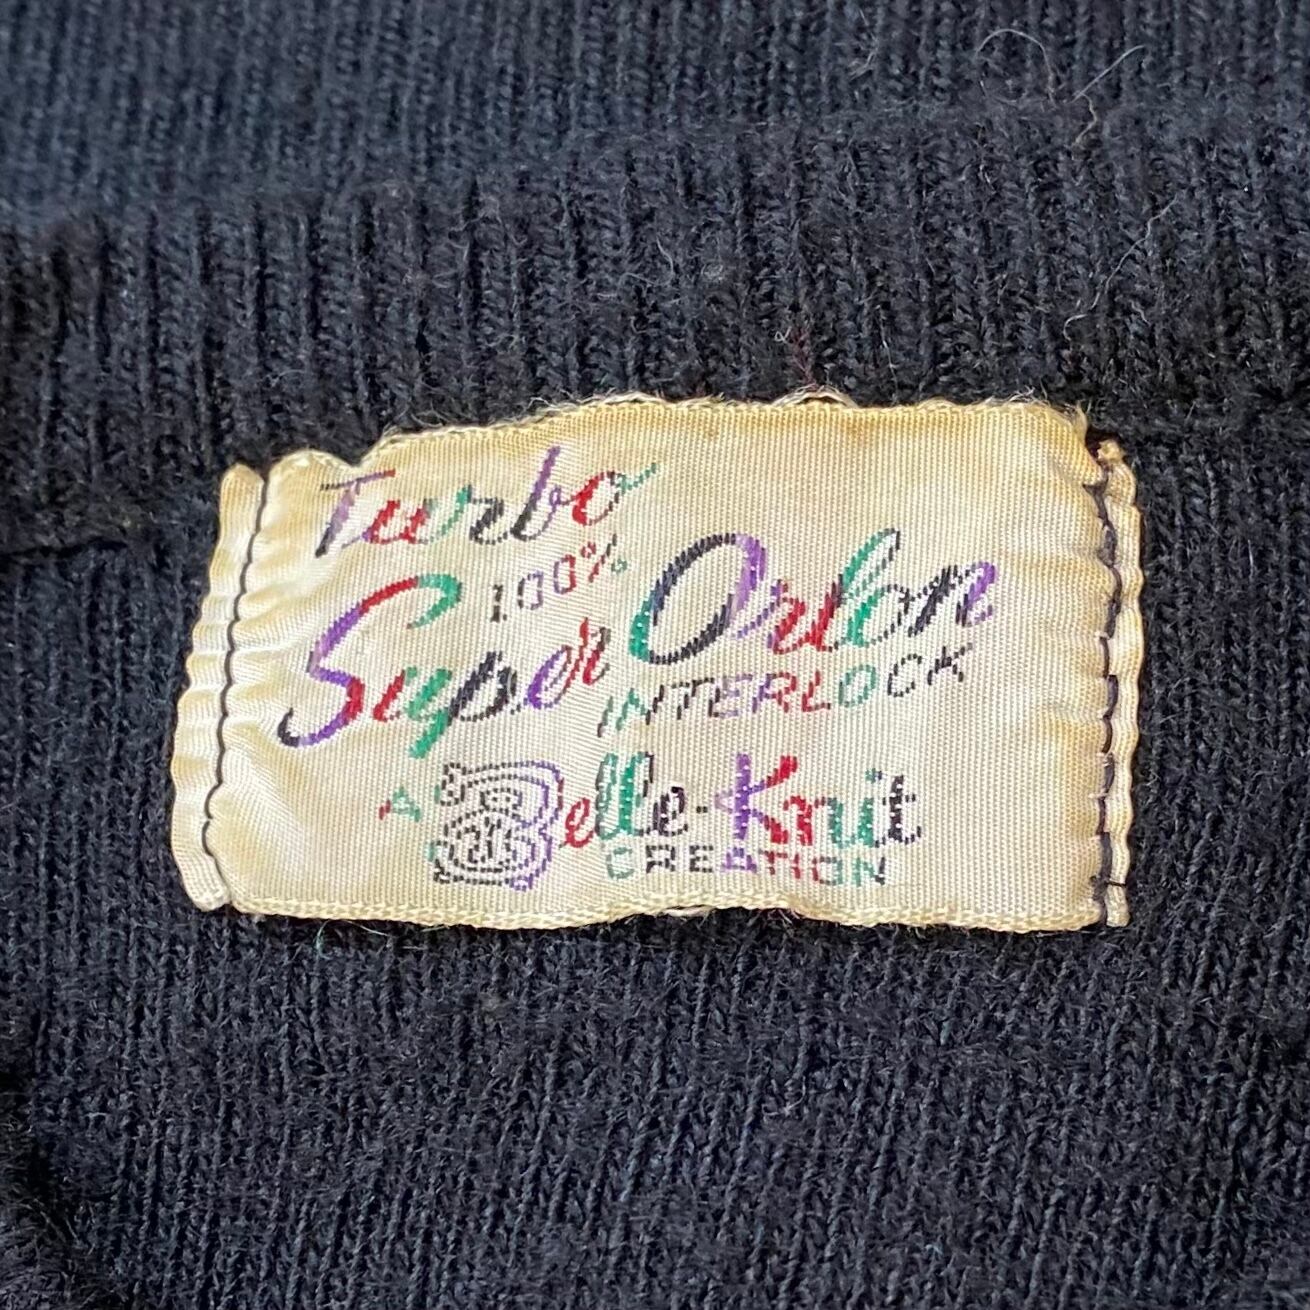 Turbo
100%
Super Orlon
INTERLOCK
A Belle-Knit
CREATION